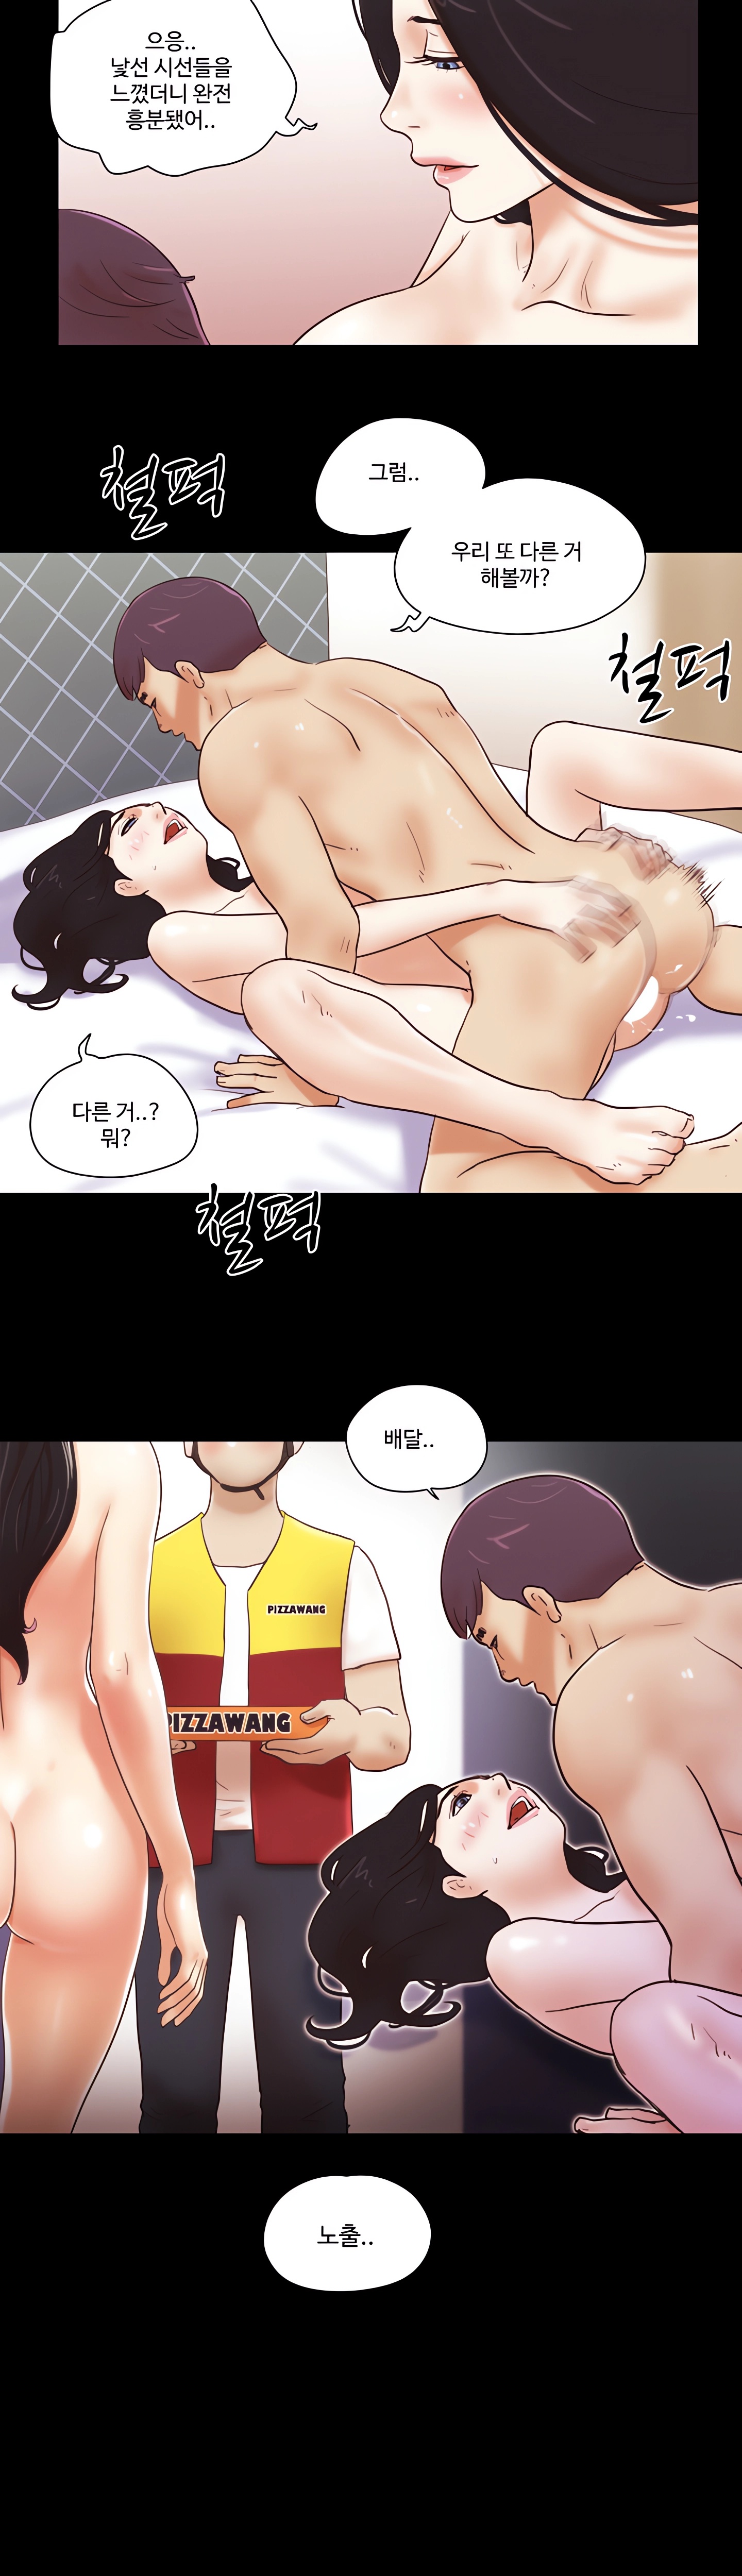 으응..
낯선 시선들을
느꼈더니 완전
흥분됐어..
그럼..
철퍽
우리 또 다른 거
해볼까?
철퍽
다른 거..?
뭐?
철퍽
배달..
PIZZAWANG
PIZZAWANG
노출..